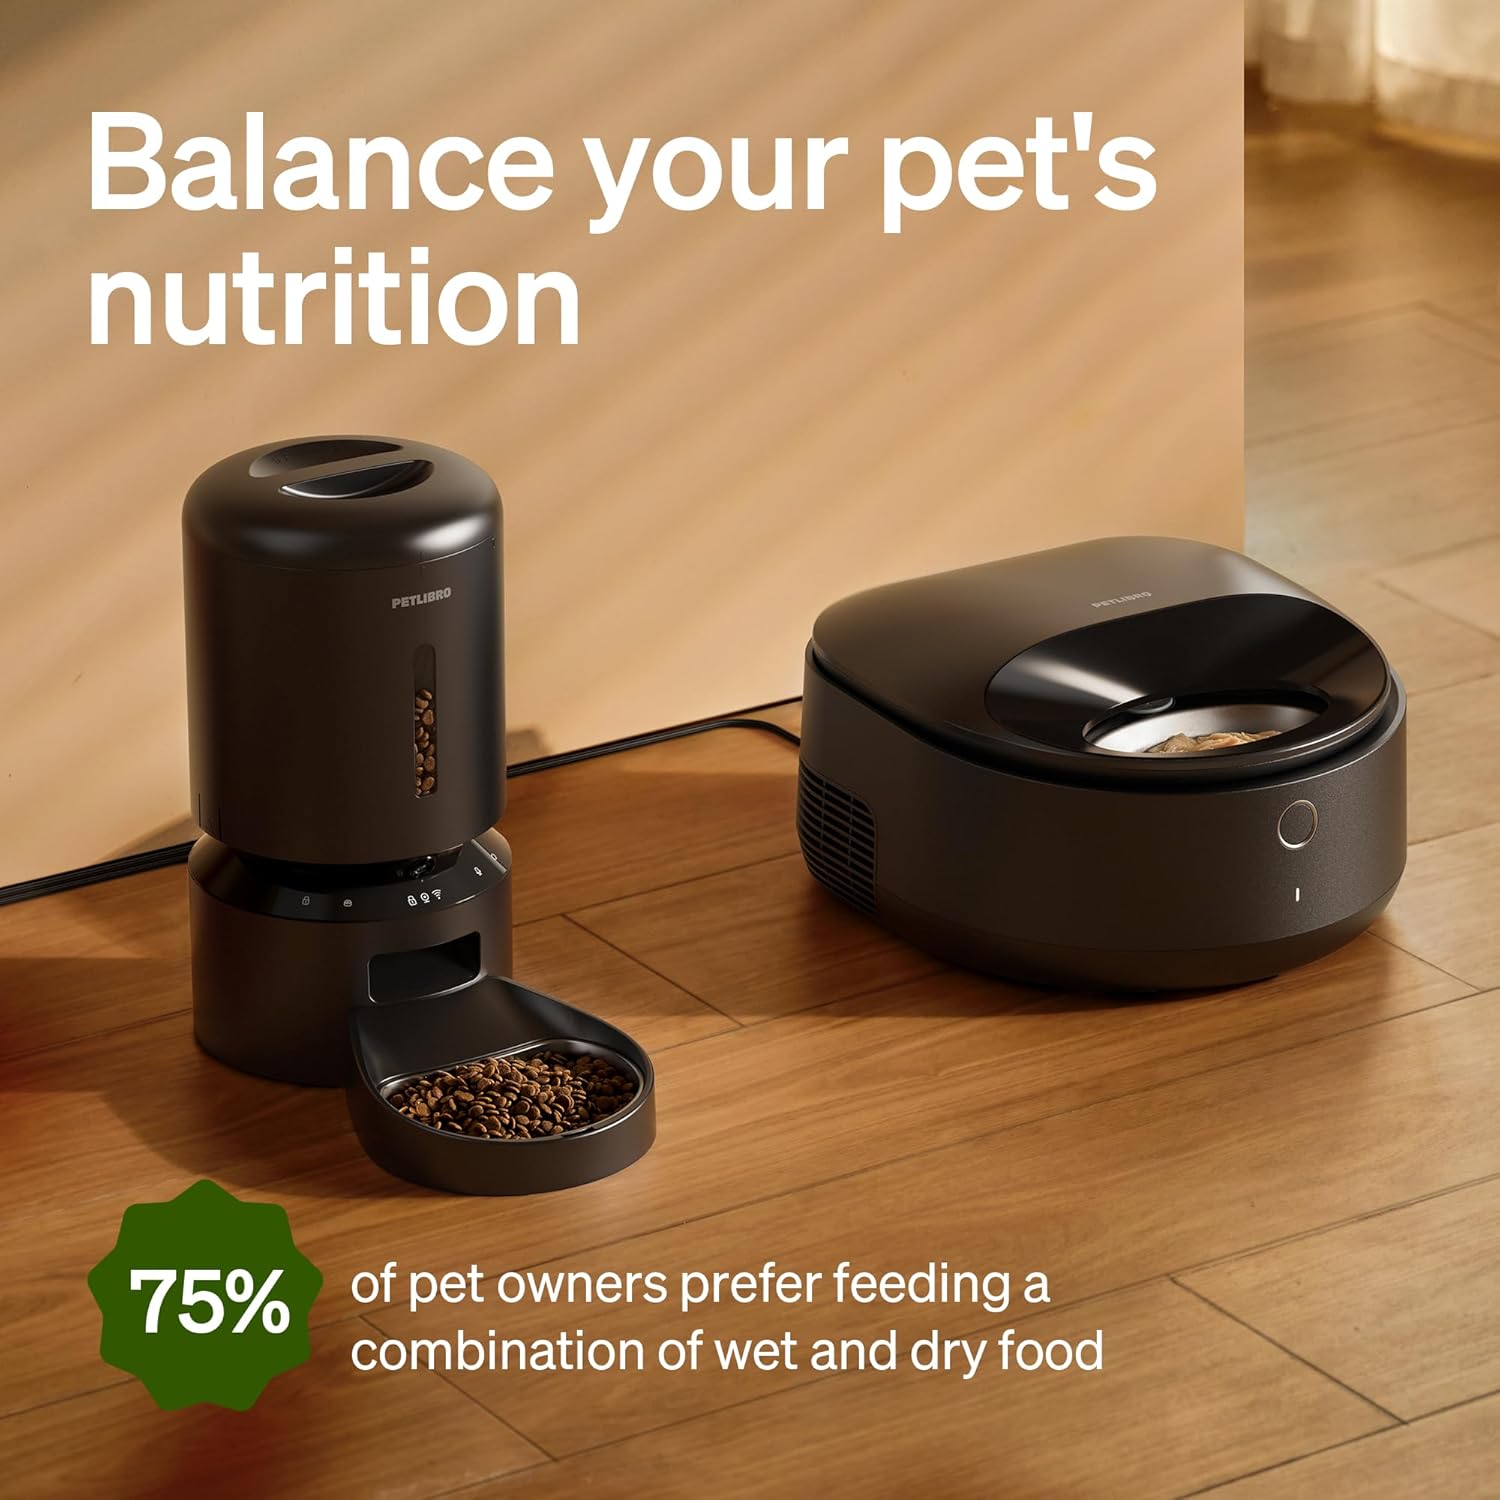 Balance your pet's
nutrition
PETLIBRO
PETLIBRO
75%
of pet owners prefer feeding a
combination of wet and dry food